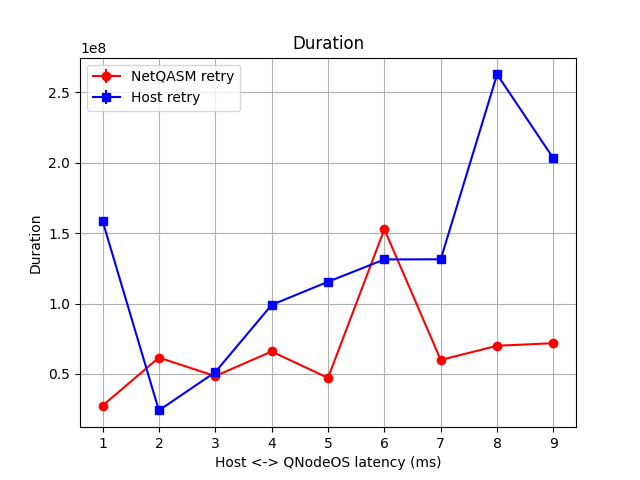 Duration
1e8
NetQASM retry
Host retry
2.5
2.0
1.5
1.0
0.5
Duration
1 2 3 4 5 6 7 8 9
Host <-> QNodeOS latency (ms)